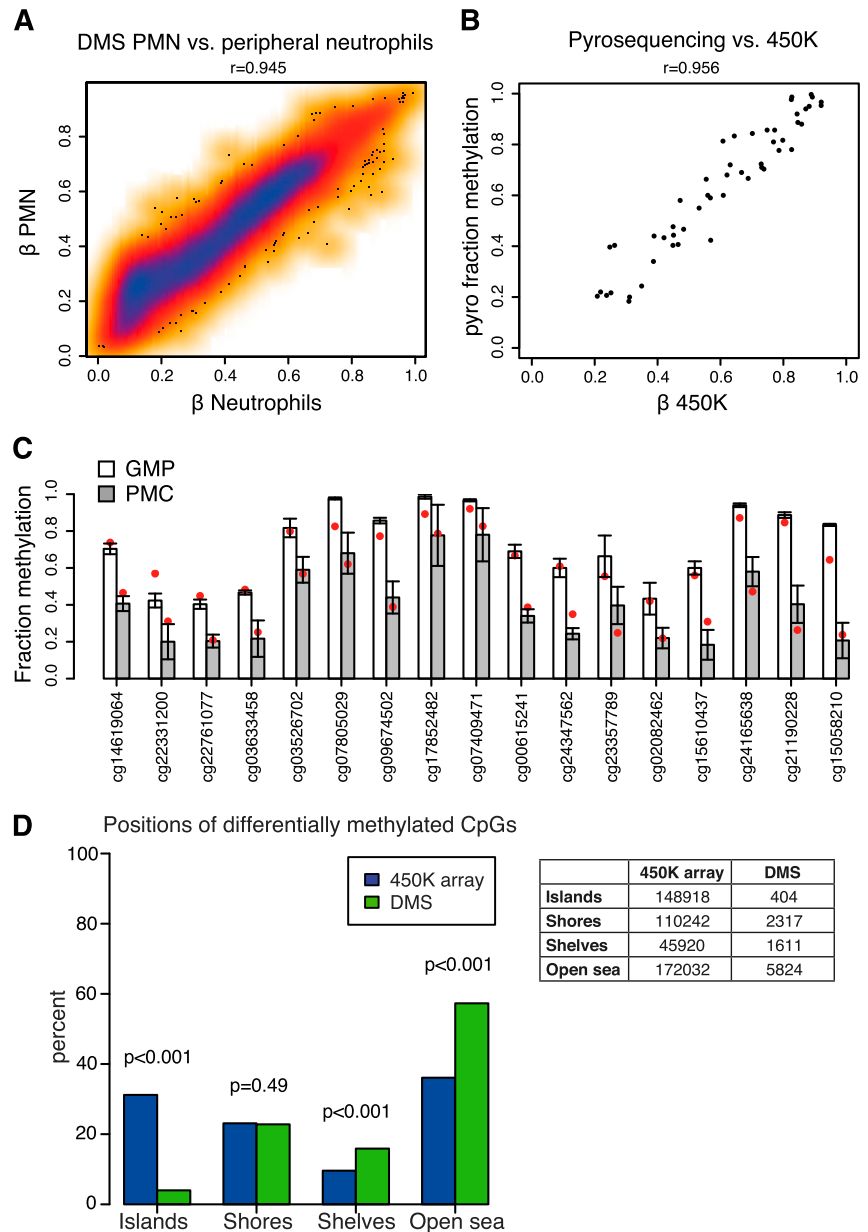 A
DMS PMN vs. peripheral neutrophils
r=0.945
β PMN
0.8
0.6
0.4
0.2
0.0
0.0 0.2 0.4 0.6 0.8 1.0
β Neutrophils
B
Pyrosequencing vs. 450K
r=0.956
pyro fraction methylation
1.0
0.8
0.6
0.4
0.2
0.0
0.0 0.2 0.4 0.6 0.8 1.0
β 450K
C
GMP
PMC
Fraction methylation
1.0
0.8
0.6
0.4
0.2
0.0
cg14619064
cg22331200
cg22761077
cg03633458
cg03526702
cg07805029
cg09674502
cg17852482
cg07409471
cg00615241
cg24347562
cg23357789
cg02082462
cg15610437
cg24165638
cg21190228
cg15058210
D
Positions of differentially methylated CpGs
450K array
DMS
percent
100
80
60
40
20
0
p<0.001
p=0.49
p<0.001
p<0.001
Islands Shores Shelves Open sea
450K array DMS
Islands 148918 404
Shores 110242 2317
Shelves 45920 1611
Open sea 172032 5824